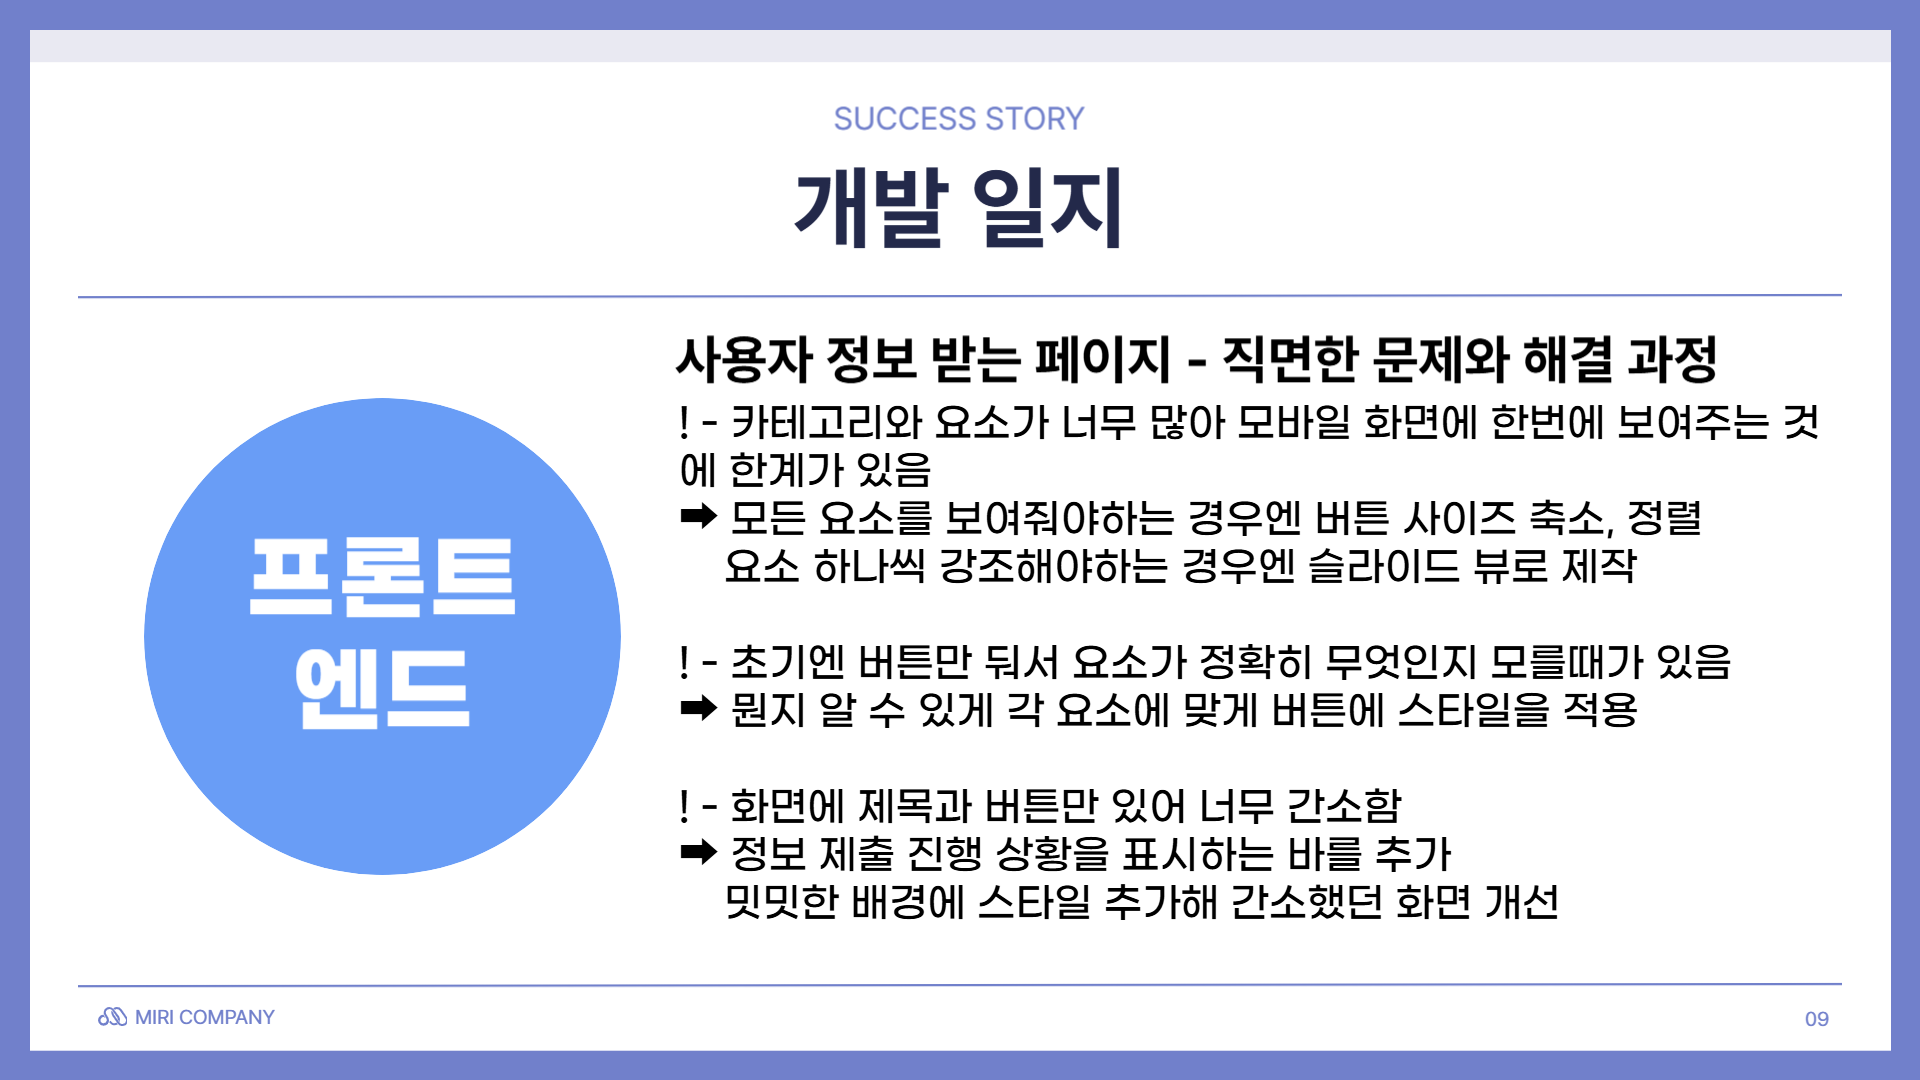 SUCCESS STORY
개발 일지
사용자 정보 받는 페이지 - 직면한 문제와 해결 과정
! - 카테고리와 요소가 너무 많아 모바일 화면에 한번에 보여주는 것
에 한계가 있음
➡ 모든 요소를 보여줘야하는 경우엔 버튼 사이즈 축소, 정렬
요소 하나씩 강조해야하는 경우엔 슬라이드 뷰로 제작
! - 초기엔 버튼만 둬서 요소가 정확히 무엇인지 모를때가 있음
➡ 뭔지 알 수 있게 각 요소에 맞게 버튼에 스타일을 적용
! - 화면에 제목과 버튼만 있어 너무 간소함
➡ 정보 제출 진행 상황을 표시하는 바를 추가
밋밋한 배경에 스타일 추가해 간소했던 화면 개선
프론트
엔드
MIRI COMPANY
09